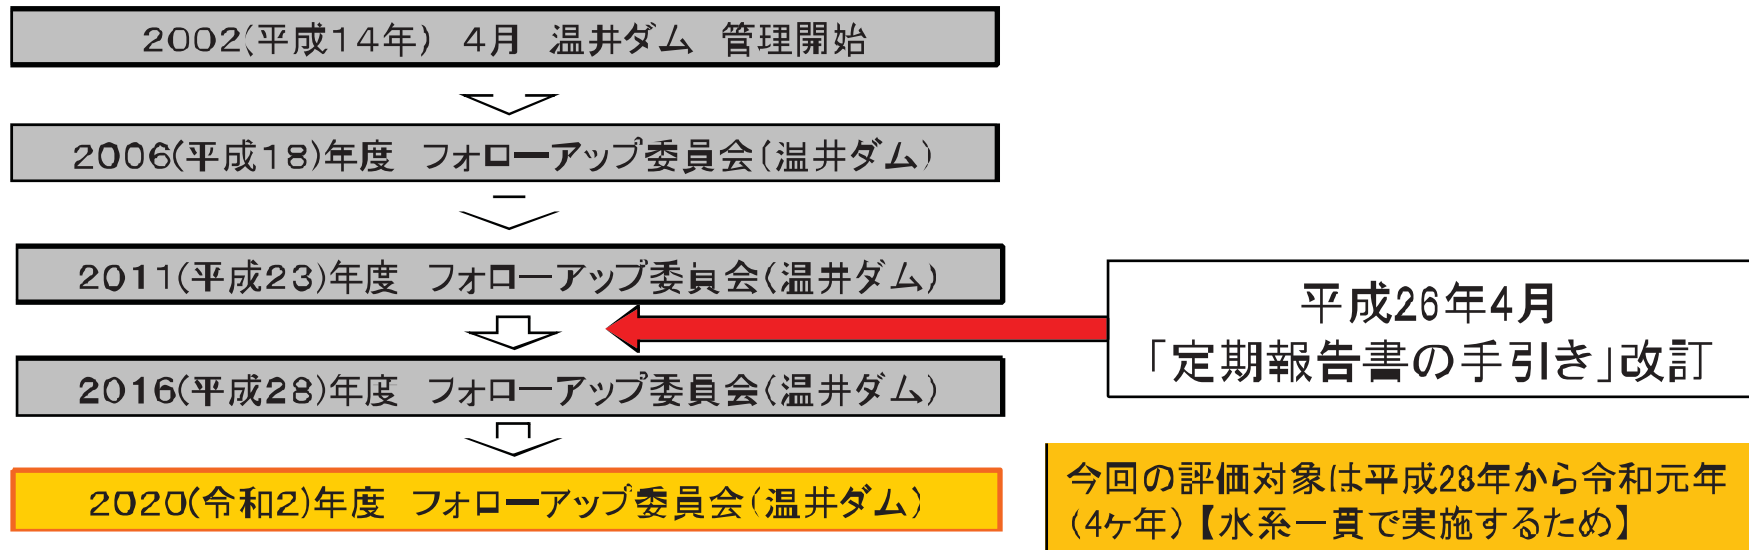 2002(平成14年) 4月 温井ダム 管理開始
2006(平成18)年度 フォローアップ委員会(温井ダム)
2011(平成23)年度 フォローアップ委員会(温井ダム)
平成26年4月
「定期報告書の手引き」改訂
2016(平成28)年度 フォローアップ委員会(温井ダム)
2020(令和2)年度 フォローアップ委員会(温井ダム)
今回の評価対象は平成28年から令和元年
(4ヶ年)【水系一貫で実施するため】